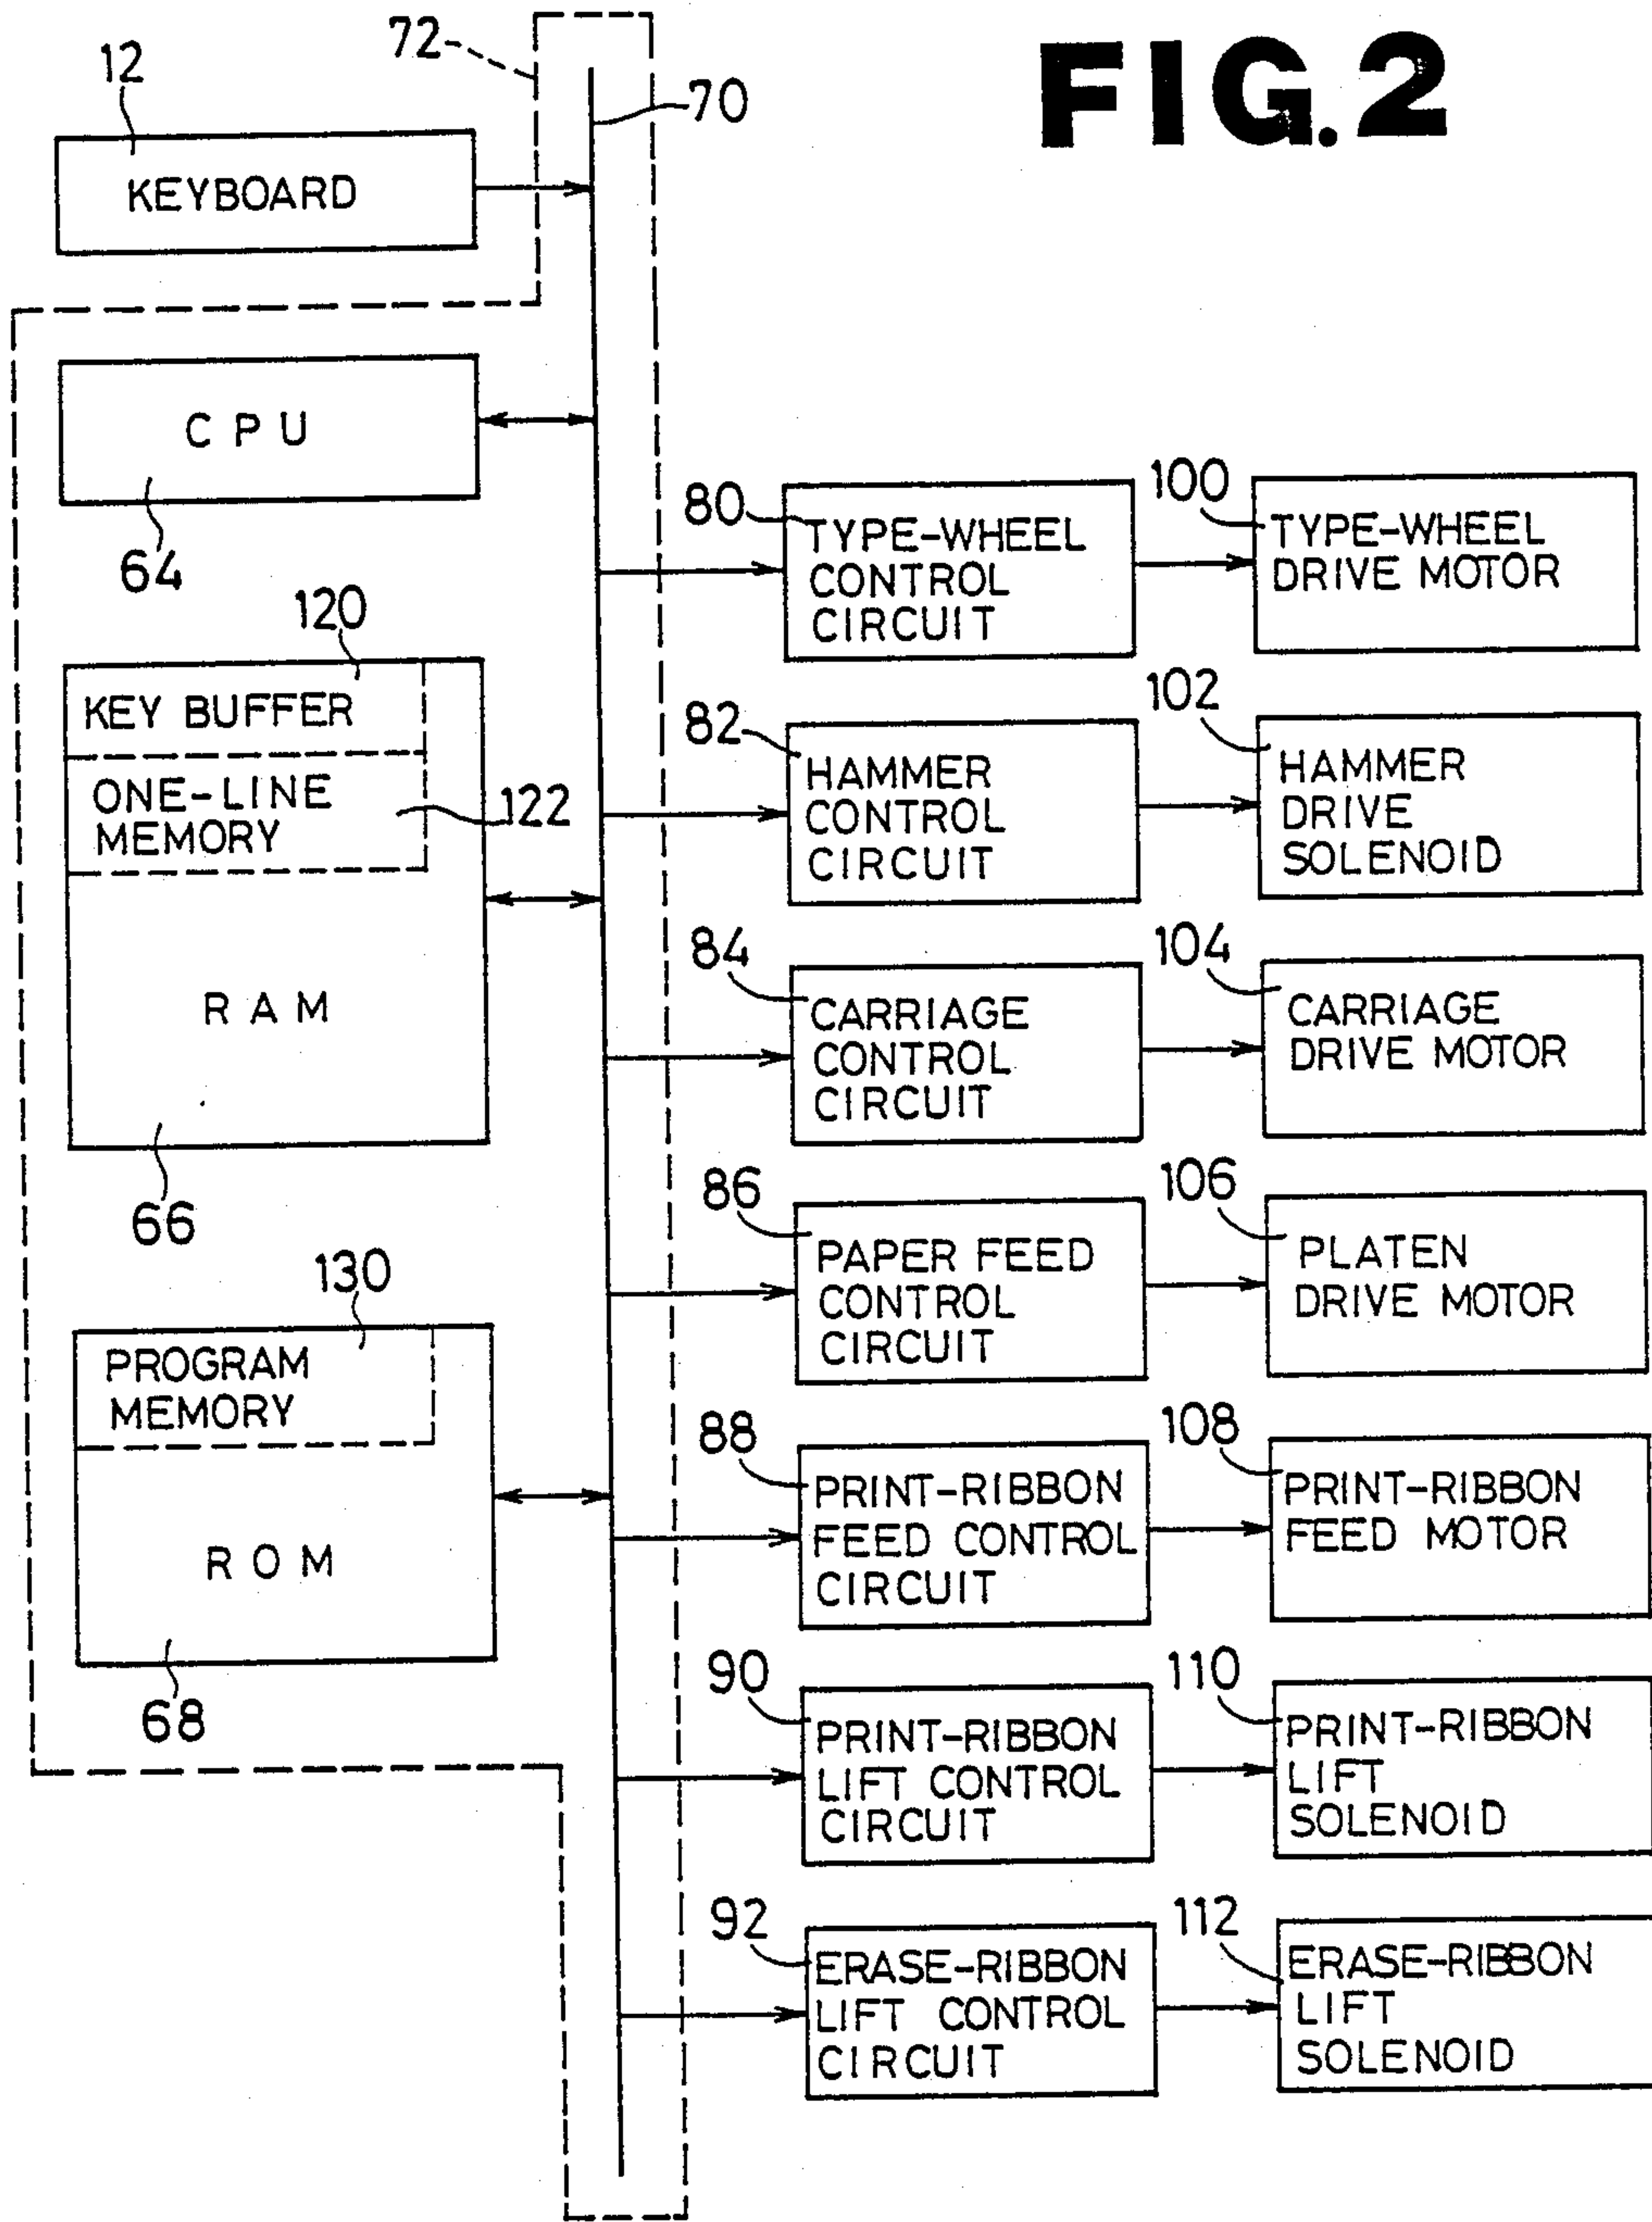 FIG.2
72
70
12
KEYBOARD
CPU
64
120
KEY BUFFER
ONE-LINE
MEMORY
122
RAM
66
130
PROGRAM
MEMORY
ROM
68
80
TYPE-WHEEL
CONTROL
CIRCUIT
100
TYPE-WHEEL
DRIVE MOTOR
82
HAMMER
CONTROL
CIRCUIT
102
HAMMER
DRIVE
SOLENOID
84
CARRIAGE
CONTROL
CIRCUIT
104
CARRIAGE
DRIVE MOTOR
86
PAPER FEED
CONTROL
CIRCUIT
106
PLATEN
DRIVE MOTOR
88
PRINT-RIBBON
FEED CONTROL
CIRCUIT
108
PRINT-RIBBON
FEED MOTOR
90
PRINT-RIBBON
LIFT CONTROL
CIRCUIT
110
PRINT-RIBBON
LIFT
SOLENOID
92
ERASE-RIBBON
LIFT CONTROL
CIRCUIT
112
ERASE-RIBBON
LIFT
SOLENOID